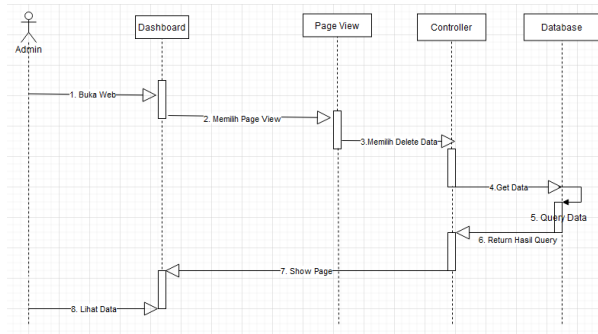 Admin
Dashboard
Page View
Controller
Database
1. Buka Web
2. Memilih Page View
3.Memilih Delete Data
4.Get Data
5. Query Data
6. Return Hasil Query
7. Show Page
8. Lihat Data